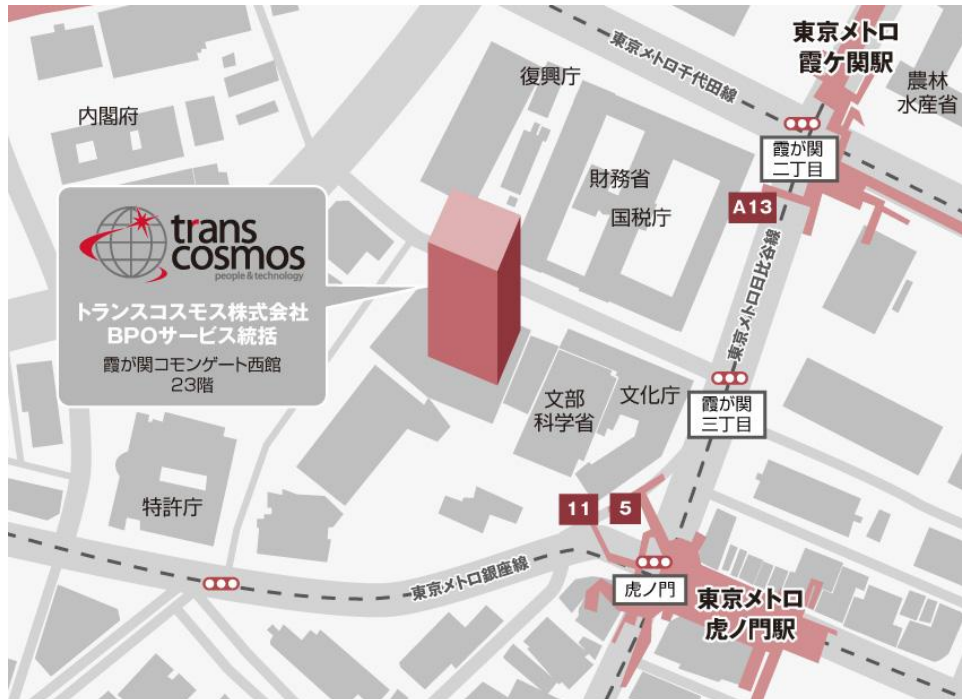 東京メトロ
霞ケ関駅
東京メトロ千代田線
復興庁
農林
水産省
内閣府
霞が関
二丁目
財務省
国税庁
A13
trans
cosmos
people & technology
トランスコスモス株式会社
BPOサービス統括
霞が関コモンゲート西館
23階
東京メトロ日比谷線
文部
科学省
文化庁
霞が関
三丁目
特許庁
11
5
東京メトロ銀座線
虎ノ門
東京メトロ
虎ノ門駅